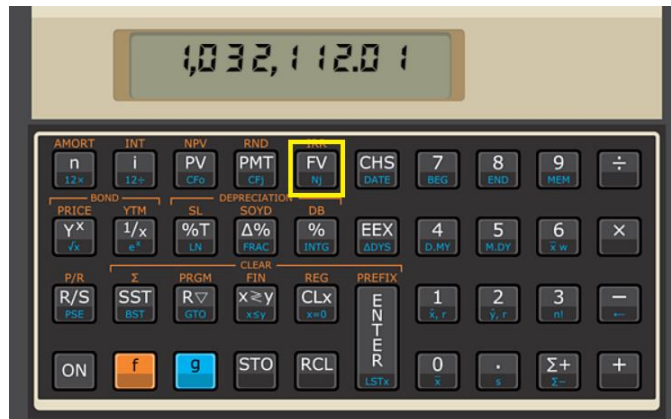 1,032,112.01
AMORT INT NPV RND IRR
n i PV PMT FV CHS 7 8 9 ÷
12× 12÷ CFo CFj Nj DATE BEG END MEM
BOND DEPRECIATION
PRICE YTM SL SOYD DB
Y^x 1/x %T Δ% % EEX 4 5 6 ×
√x e^x LN FRAC INTG ΔDYS D.MY M.DY x̄ w
CLEAR
P/R Σ PRGM FIN REG PREFIX
R/S SST R▽ x≷y CLx ENTER 1 2 3 −
PSE BST GTO x≤y x=0 x̂, r ŷ, r n! ←
ON f g STO RCL 0 . Σ+ +
LSTx x̄ s Σ−